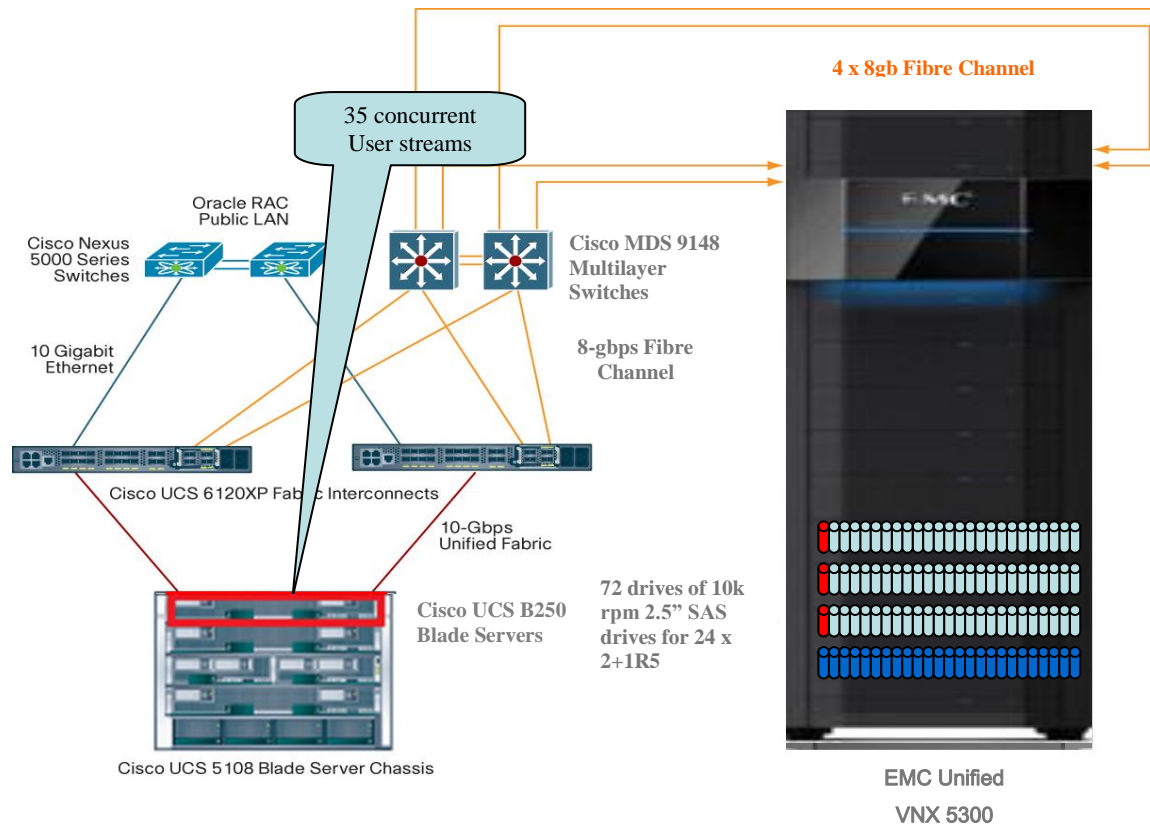 4 x 8gb Fibre Channel
35 concurrent
User streams
EMC
Oracle RAC
Public LAN
Cisco Nexus
5000 Series
Switches
Cisco MDS 9148
Multilayer
Switches
10 Gigabit
Ethernet
8-gbps Fibre
Channel
Cisco UCS 6120XP Fabric Interconnects
10-Gbps
Unified Fabric
Cisco UCS B250
Blade Servers
72 drives of 10k
rpm 2.5” SAS
drives for 24 x
2+1R5
Cisco UCS 5108 Blade Server Chassis
EMC Unified
VNX 5300